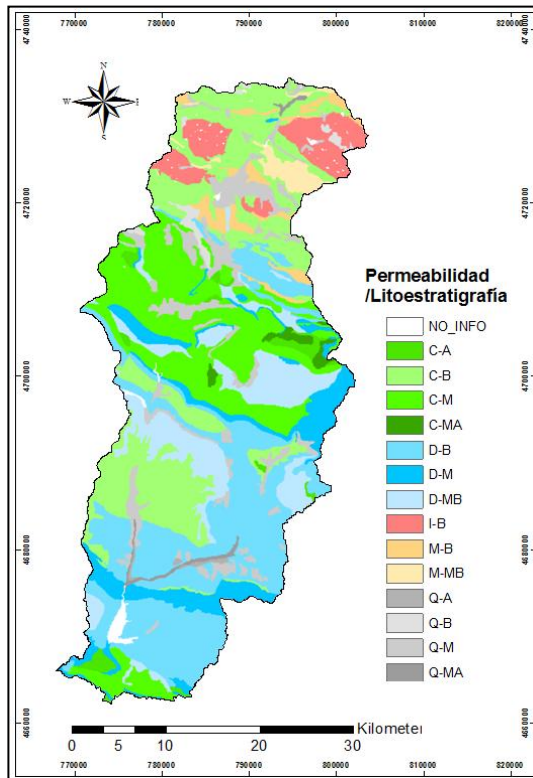 770000 780000 790000 800000 810000 820000
4740000
4720000
4700000
4680000
4660000
N
W
S
Permeabilidad
/Litoestratigrafía
NO_INFO
C-A
C-B
C-M
C-MA
D-B
D-M
D-MB
I-B
M-B
M-MB
Q-A
Q-B
Q-M
Q-MA
Kilometer
0 5 10 20 30
4740000
4720000
4700000
4680000
4660000
770000 780000 790000 800000 810000 820000